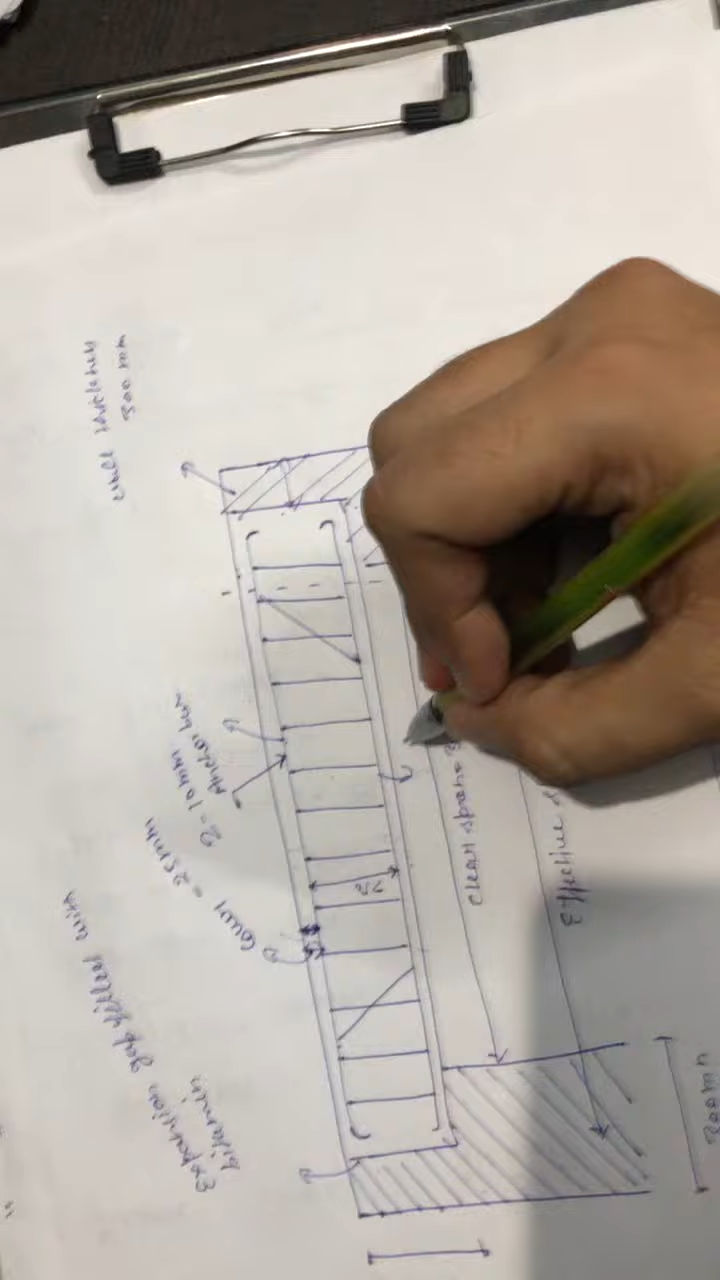 wall thickness
300 mm
2-10mm
Anchor bar
cover = 25mm
Expansion gap filled with
bitumin
clear span =
Effective
300mm